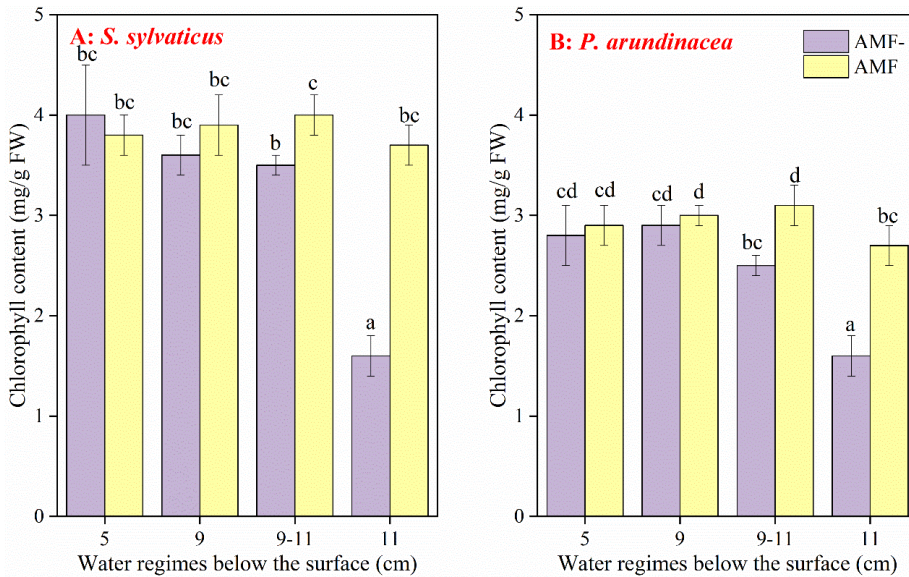 A: S. sylvaticus
Chlorophyll content (mg/g FW)
5
4
3
2
1
0
bc
bc
bc
bc
b
c
a
bc
5
9
9-11
11
Water regimes below the surface (cm)
B: P. arundinacea
AMF-
AMF
Chlorophyll content (mg/g FW)
5
4
3
2
1
0
cd
cd
cd
d
bc
d
a
bc
5
9
9-11
11
Water regimes below the surface (cm)